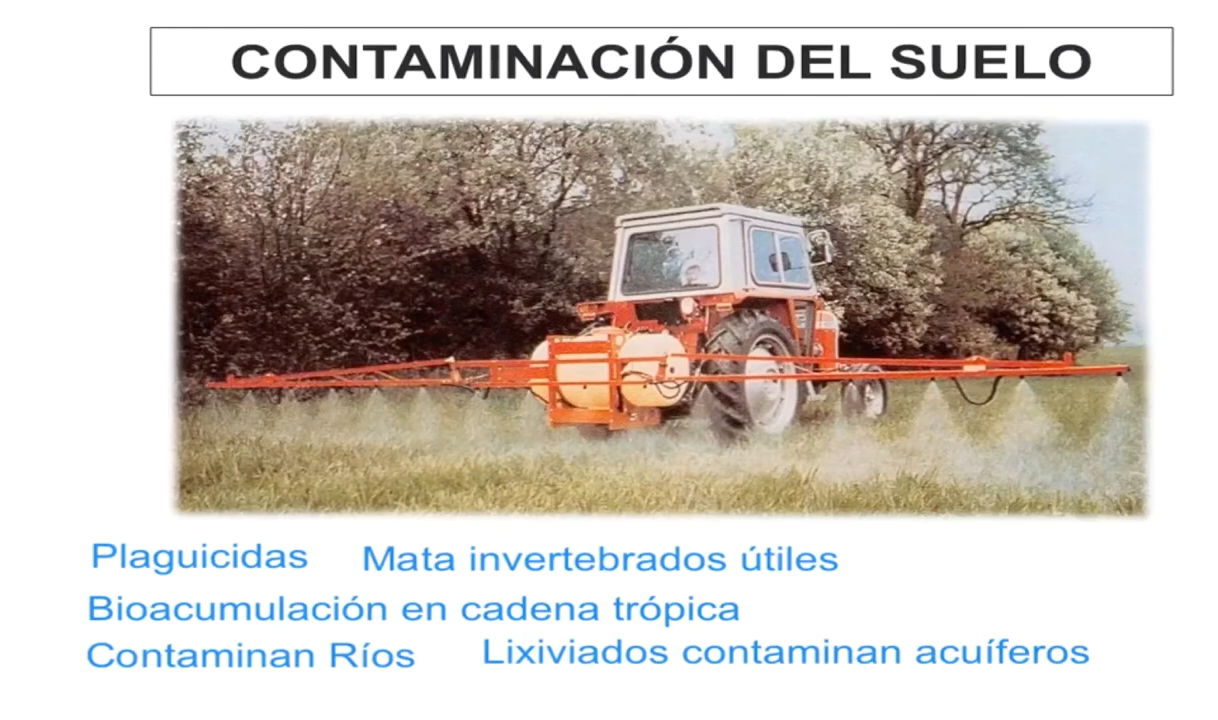 CONTAMINACIÓN DEL SUELO
Plaguicidas Mata invertebrados útiles
Bioacumulación en cadena trópica
Contaminan Ríos Lixiviados contaminan acuíferos